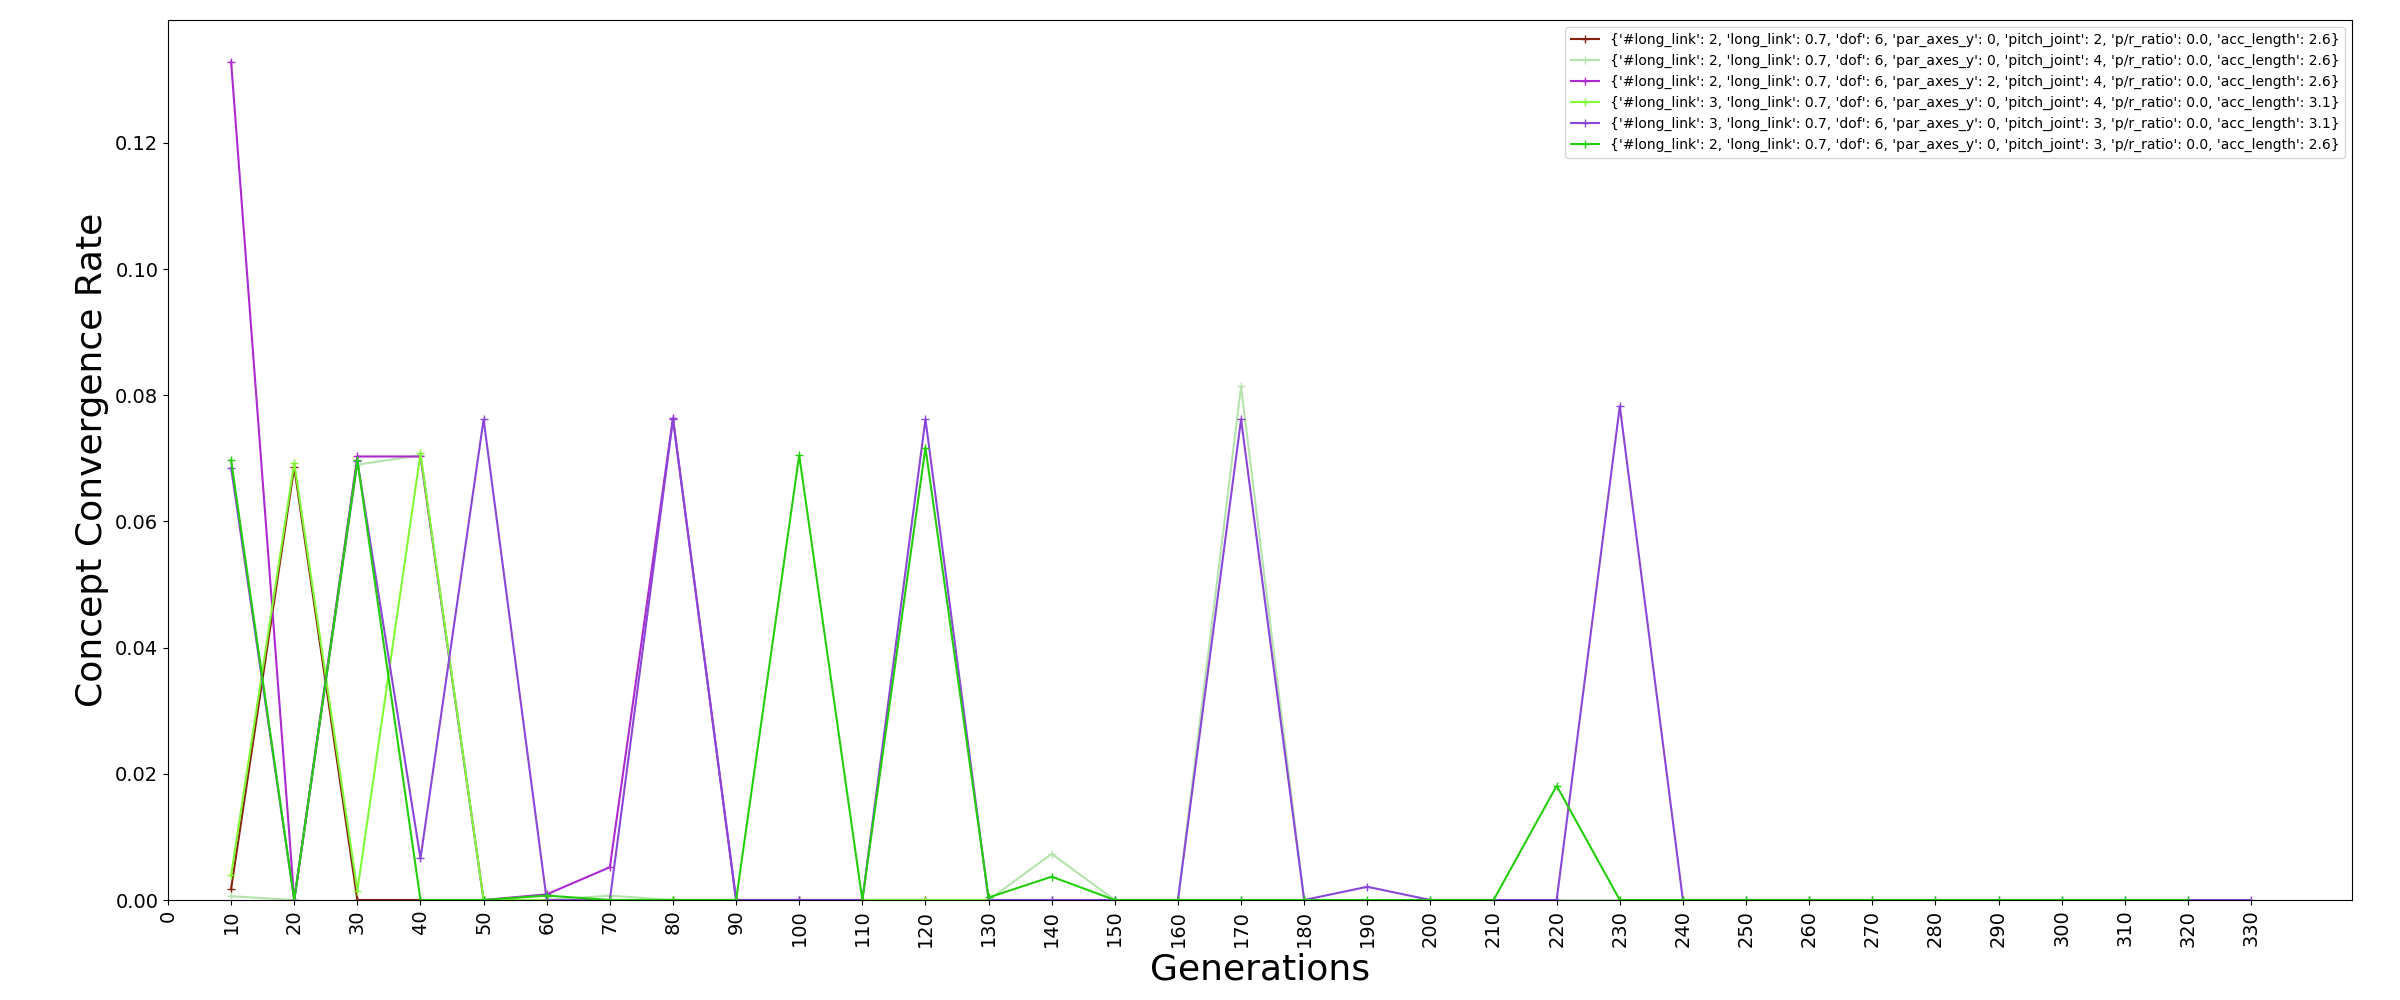 {'#long_link': 2, 'long_link': 0.7, 'dof': 6, 'par_axes_y': 0, 'pitch_joint': 2, 'p/r_ratio': 0.0, 'acc_length': 2.6}
{'#long_link': 2, 'long_link': 0.7, 'dof': 6, 'par_axes_y': 0, 'pitch_joint': 4, 'p/r_ratio': 0.0, 'acc_length': 2.6}
{'#long_link': 2, 'long_link': 0.7, 'dof': 6, 'par_axes_y': 2, 'pitch_joint': 4, 'p/r_ratio': 0.0, 'acc_length': 2.6}
{'#long_link': 3, 'long_link': 0.7, 'dof': 6, 'par_axes_y': 0, 'pitch_joint': 4, 'p/r_ratio': 0.0, 'acc_length': 3.1}
{'#long_link': 3, 'long_link': 0.7, 'dof': 6, 'par_axes_y': 0, 'pitch_joint': 3, 'p/r_ratio': 0.0, 'acc_length': 3.1}
{'#long_link': 2, 'long_link': 0.7, 'dof': 6, 'par_axes_y': 0, 'pitch_joint': 3, 'p/r_ratio': 0.0, 'acc_length': 2.6}
Concept Convergence Rate
0.12
0.10
0.08
0.06
0.04
0.02
0.00
0 10 20 30 40 50 60 70 80 90 100 110 120 130 140 150 160 170 180 190 200 210 220 230 240 250 260 270 280 290 300 310 320 330
Generations